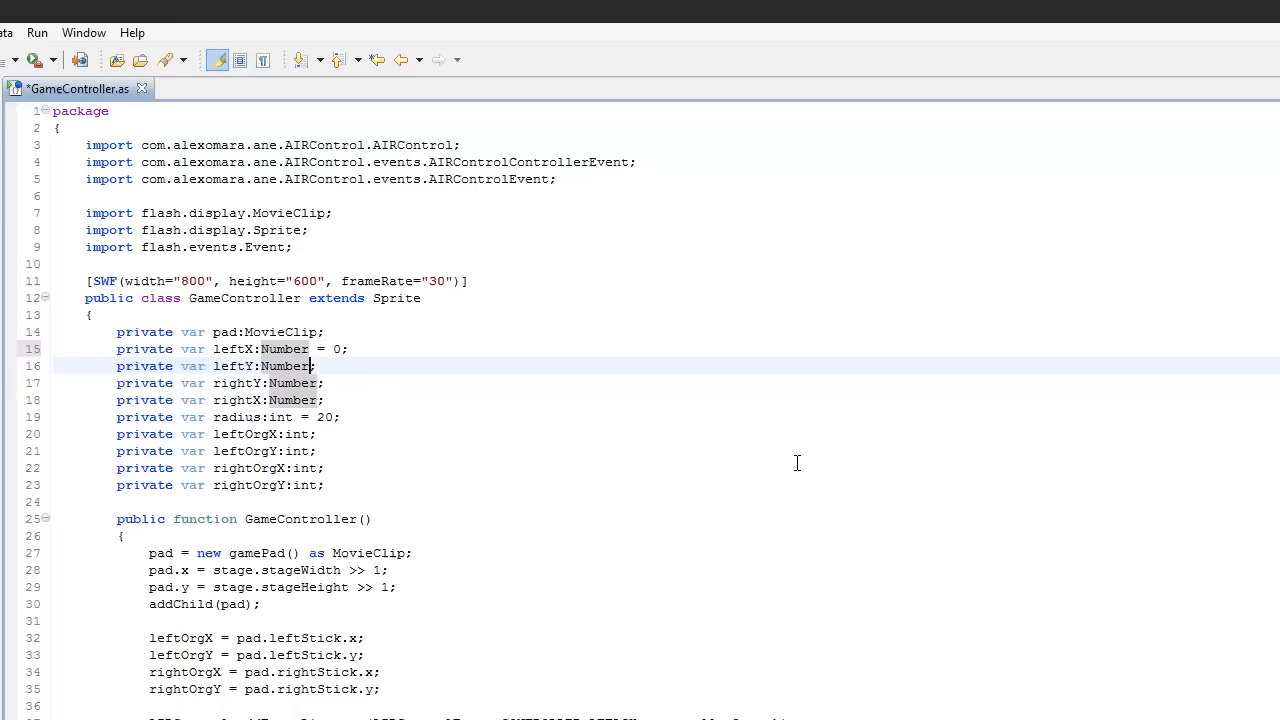 ata Run Window Help
*GameController.as
1 package
2 {
3 import com.alexomara.ane.AIRControl.AIRControl;
4 import com.alexomara.ane.AIRControl.events.AIRControlControllerEvent;
5 import com.alexomara.ane.AIRControl.events.AIRControlEvent;
6
7 import flash.display.MovieClip;
8 import flash.display.Sprite;
9 import flash.events.Event;
10
11 [SWF(width="800", height="600", frameRate="30")]
12 public class GameController extends Sprite
13 {
14 private var pad:MovieClip;
15 private var leftX:Number = 0;
16 private var leftY:Number;
17 private var rightY:Number;
18 private var rightX:Number;
19 private var radius:int = 20;
20 private var leftOrgX:int;
21 private var leftOrgY:int;
22 private var rightOrgX:int;
23 private var rightOrgY:int;
24
25 public function GameController()
26 {
27 pad = new gamePad() as MovieClip;
28 pad.x = stage.stageWidth >> 1;
29 pad.y = stage.stageHeight >> 1;
30 addChild(pad);
31
32 leftOrgX = pad.leftStick.x;
33 leftOrgY = pad.leftStick.y;
34 rightOrgX = pad.rightStick.x;
35 rightOrgY = pad.rightStick.y;
36